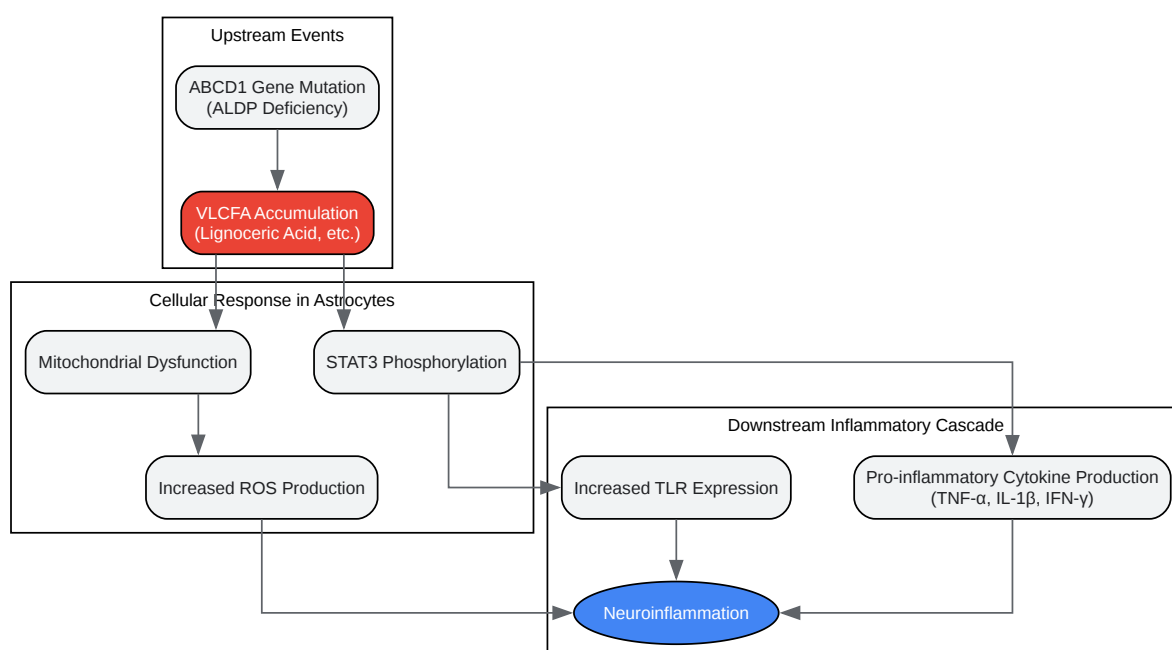 Upstream Events
ABCD1 Gene Mutation
(ALDP Deficiency)
VLCFA Accumulation
(Lignoceric Acid, etc.)
Cellular Response in Astrocytes
Mitochondrial Dysfunction
STAT3 Phosphorylation
Increased ROS Production
Downstream Inflammatory Cascade
Increased TLR Expression
Pro-inflammatory Cytokine Production
(TNF-α, IL-1β, IFN-γ)
Neuroinflammation